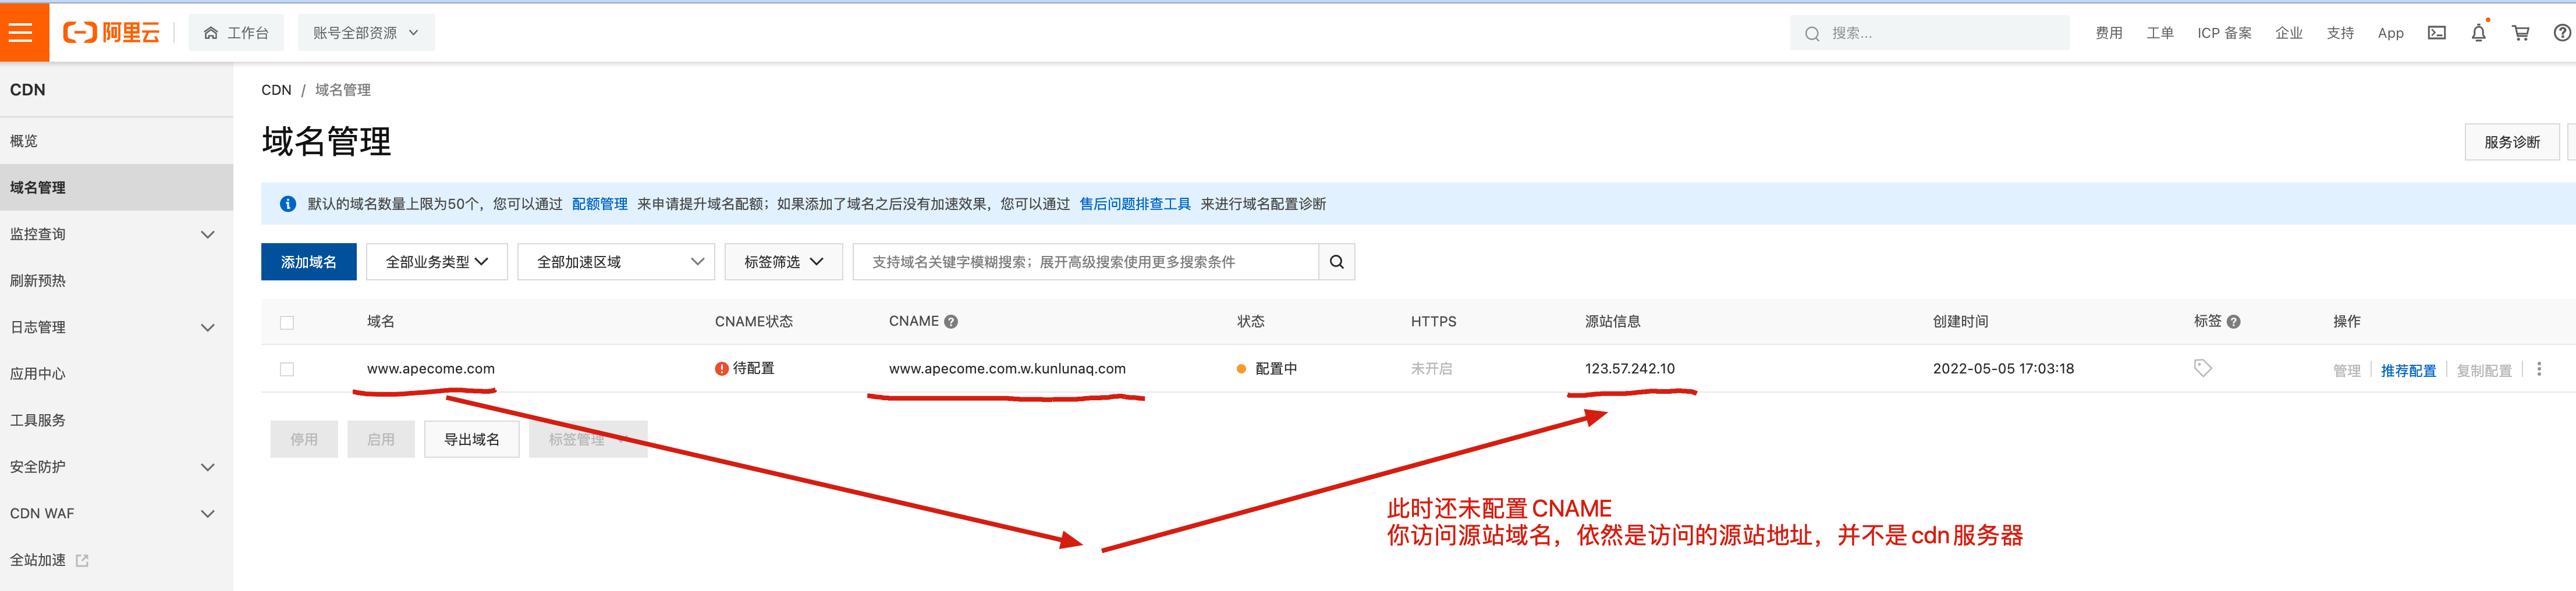 阿里云
工作台
账号全部资源
搜索...
费用
工单
ICP 备案
企业
支持
App
CDN
概览
域名管理
监控查询
刷新预热
日志管理
应用中心
工具服务
安全防护
CDN WAF
全站加速
CDN / 域名管理
域名管理
服务诊断
默认的域名数量上限为50个，您可以通过 配额管理 来申请提升域名配额；如果添加了域名之后没有加速效果，您可以通过 售后问题排查工具 来进行域名配置诊断
添加域名
全部业务类型
全部加速区域
标签筛选
支持域名关键字模糊搜索；展开高级搜索使用更多搜索条件
域名 CNAME状态 CNAME 状态 HTTPS 源站信息 创建时间 标签 操作
www.apecome.com 待配置 www.apecome.com.w.kunlunaq.com 配置中 未开启 123.57.242.10 2022-05-05 17:03:18 管理 推荐配置 复制配置
停用
启用
导出域名
标签管理
此时还未配置CNAME
你访问源站域名，依然是访问的源站地址，并不是cdn服务器